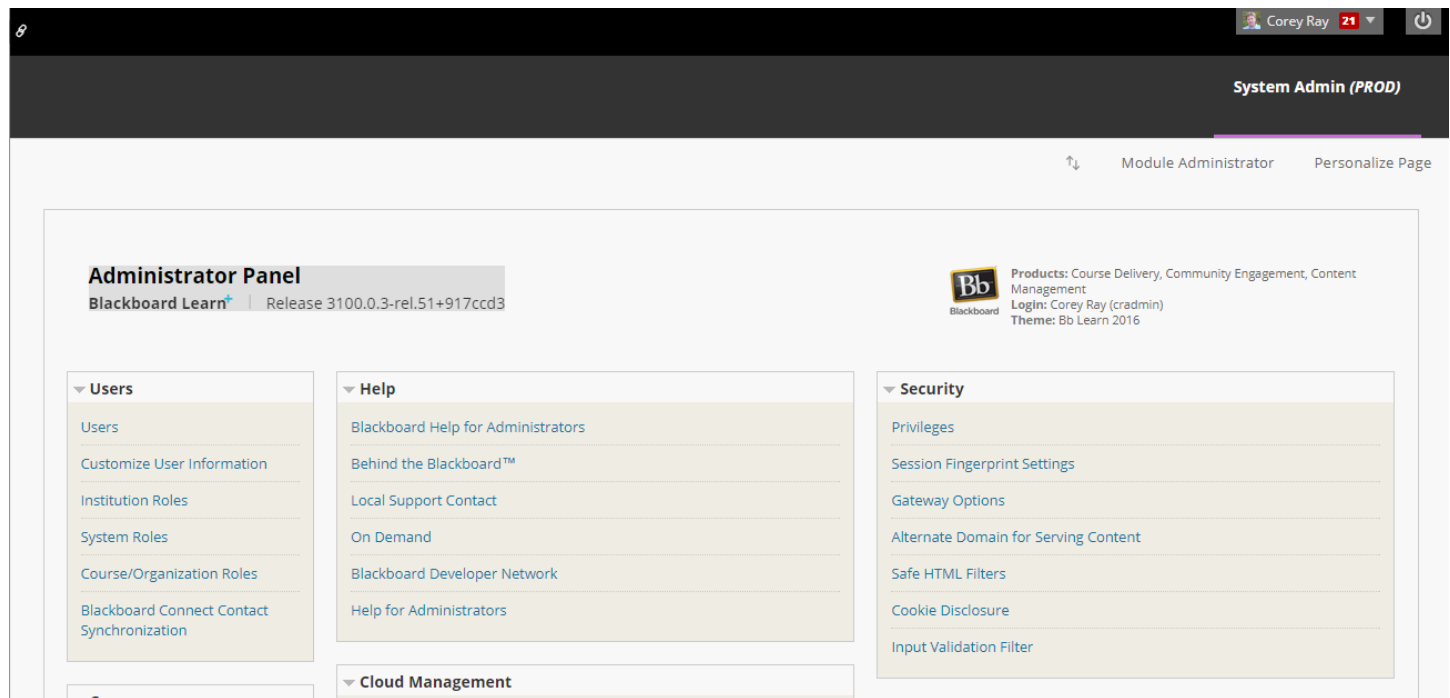 Corey Ray 21
System Admin (PROD)
Module Administrator
Personalize Page
Administrator Panel
Blackboard Learn+ Release 3100.0.3-rel.51+917ccd3
Bb
Blackboard
Products: Course Delivery, Community Engagement, Content
Management
Login: Corey Ray (cradmin)
Theme: Bb Learn 2016
Users
Users
Customize User Information
Institution Roles
System Roles
Course/Organization Roles
Blackboard Connect Contact
Synchronization
Help
Blackboard Help for Administrators
Behind the Blackboard™
Local Support Contact
On Demand
Blackboard Developer Network
Help for Administrators
Cloud Management
Security
Privileges
Session Fingerprint Settings
Gateway Options
Alternate Domain for Serving Content
Safe HTML Filters
Cookie Disclosure
Input Validation Filter